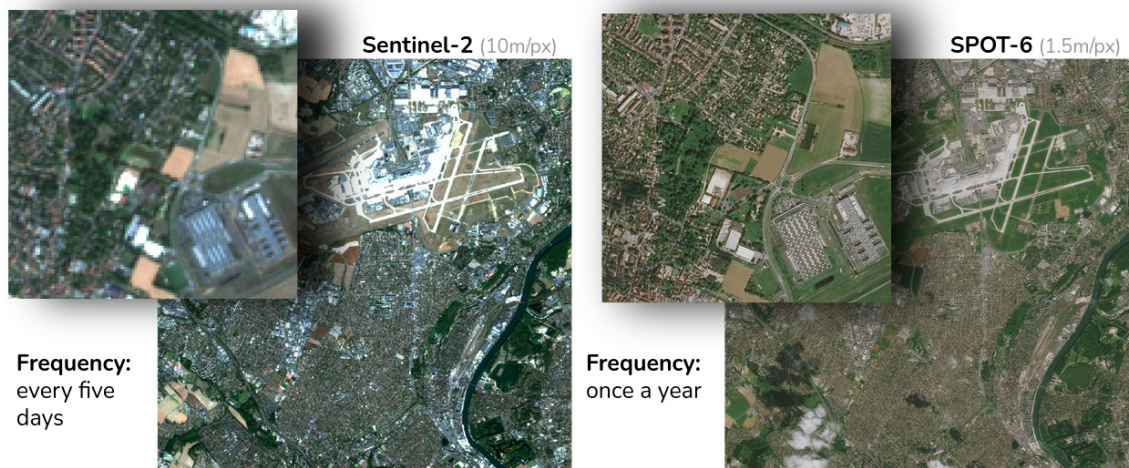 Sentinel-2 (10m/px)
Frequency:
every five
days
SPOT-6 (1.5m/px)
Frequency:
once a year